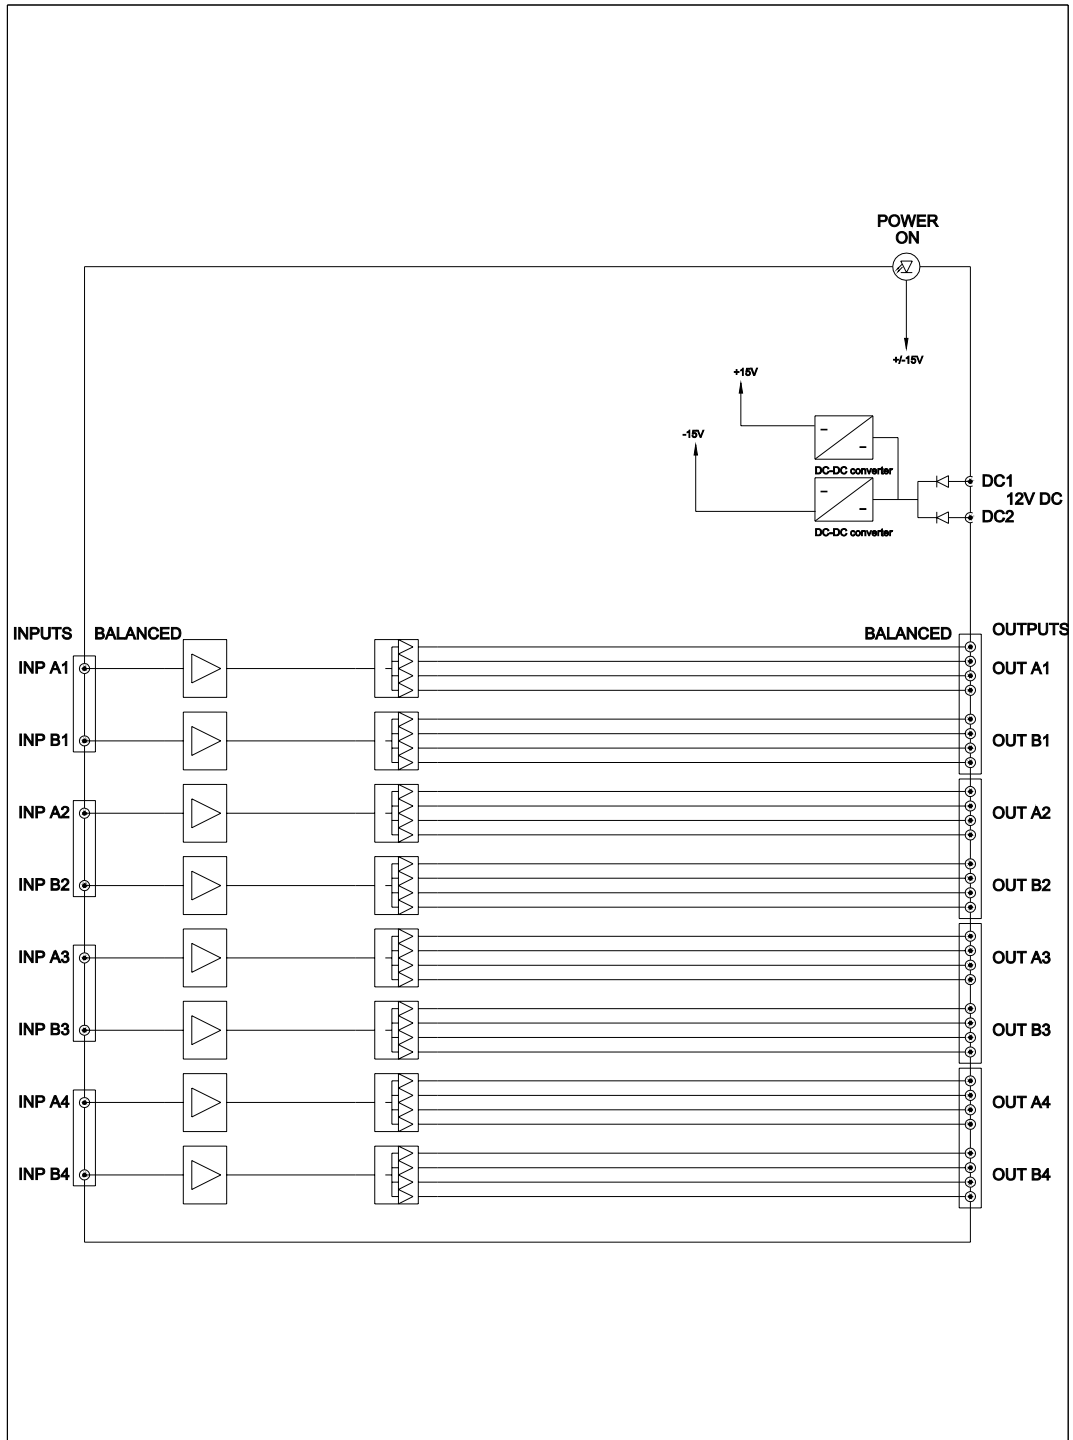 POWER
ON
+/-15V
+15V
-15V
DC-DC converter
DC1
12V DC
DC2
DC-DC converter
INPUTS BALANCED BALANCED OUTPUTS
INP A1 OUT A1
INP B1 OUT B1
INP A2 OUT A2
INP B2 OUT B2
INP A3 OUT A3
INP B3 OUT B3
INP A4 OUT A4
INP B4 OUT B4